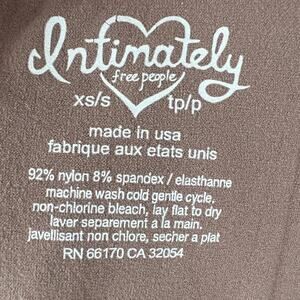 Intimately
free people
xs/s tp/p
made in usa
fabrique aux etats unis
92% nylon 8% spandex / elasthanne
machine wash cold gentle cycle,
non-chlorine bleach, lay flat to dry
laver separement à la main.
javellisant non chlore, secher a plat
RN 66170 CA 32054